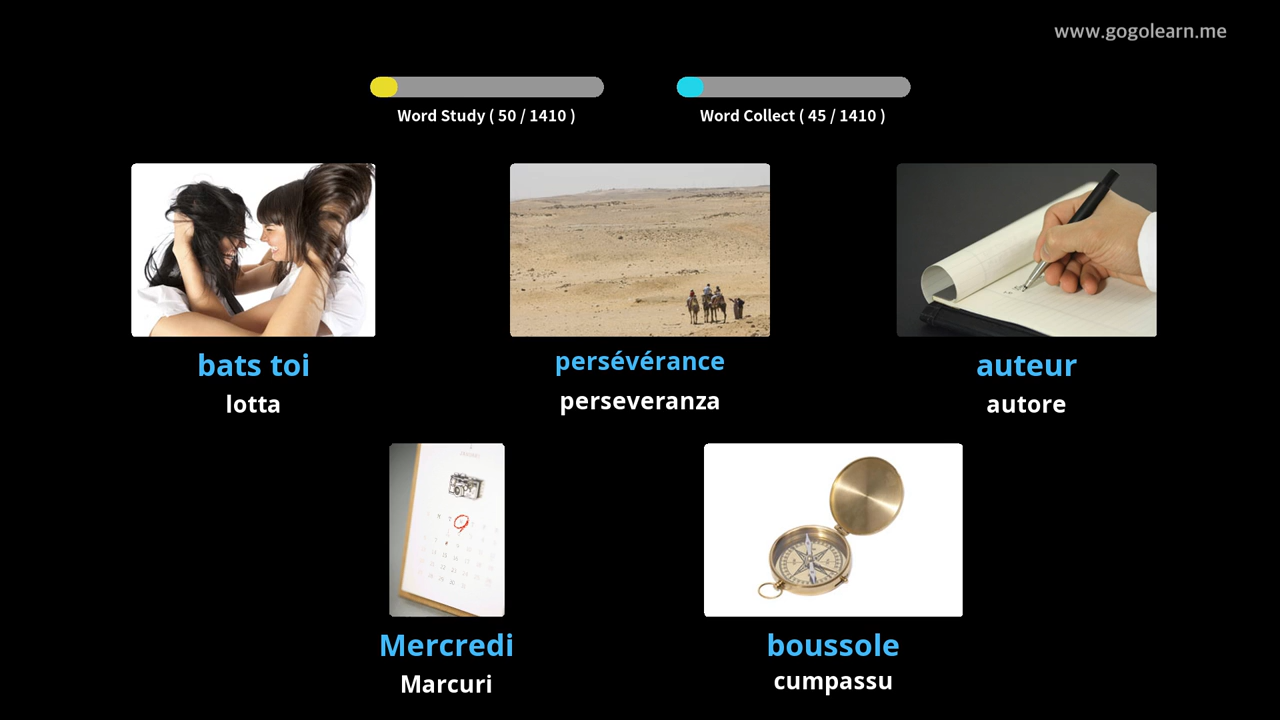 www.gogolearn.me
Word Study ( 50 / 1410 )
Word Collect ( 45 / 1410 )
bats toi
lotta
persévérance
perseveranza
auteur
autore
Mercredi
Marcuri
boussole
cumpassu